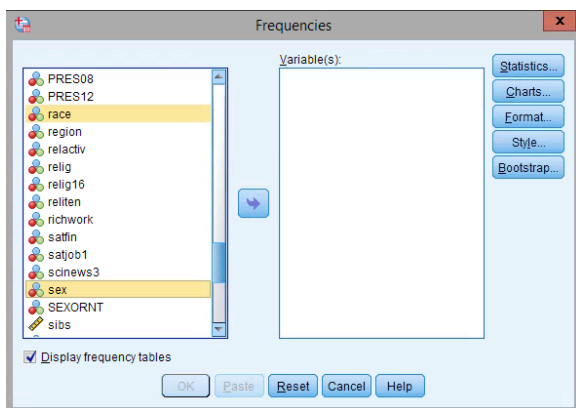 Frequencies
x
Variable(s):
PRES08
PRES12
race
region
relactiv
relig
relig16
reliten
richwork
satfin
satjob1
scinews3
sex
SEXORNT
sibs
Statistics...
Charts...
Format...
Style...
Bootstrap...
Display frequency tables
OK Paste Reset Cancel Help